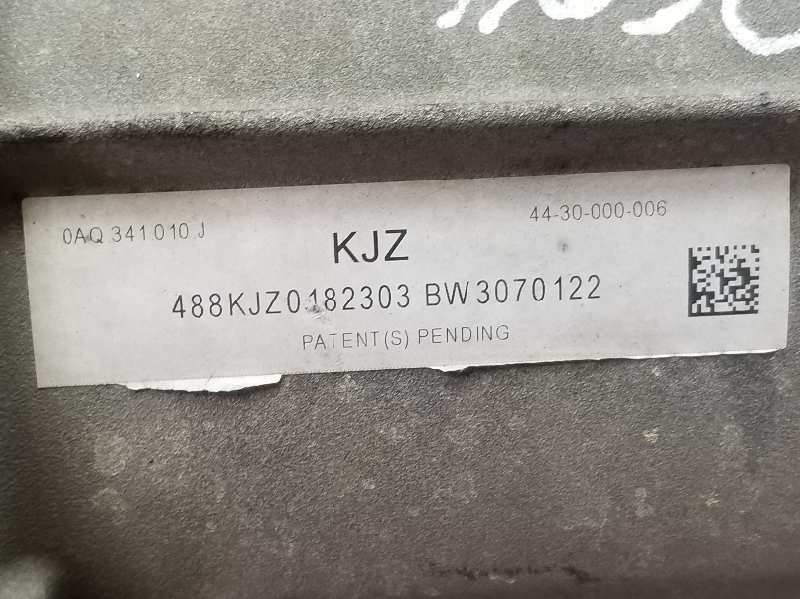 0AQ 341 010 J
44-30-000-006
KJZ
488KJZ0182303 BW3070122
PATENT(S) PENDING